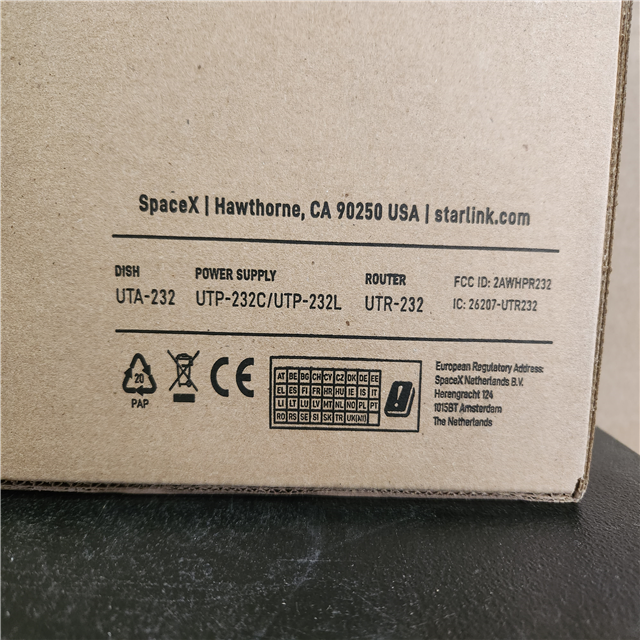 SpaceX | Hawthorne, CA 90250 USA | starlink.com
DISH POWER SUPPLY ROUTER FCC ID: 2AWHPR232
UTA-232 UTP-232C/UTP-232L UTR-232 IC: 26207-UTR232
20
PAP
CE
AT BE BG CH CY CZ DK DE EE
EL ES FI FR HR HU IE IS IT
LI LT LU LV MT NL NO PL PT
RO RS SE SI SK TR UK(NI)
!
European Regulatory Address:
SpaceX Netherlands B.V.
Herengracht 124
1015BT Amsterdam
The Netherlands